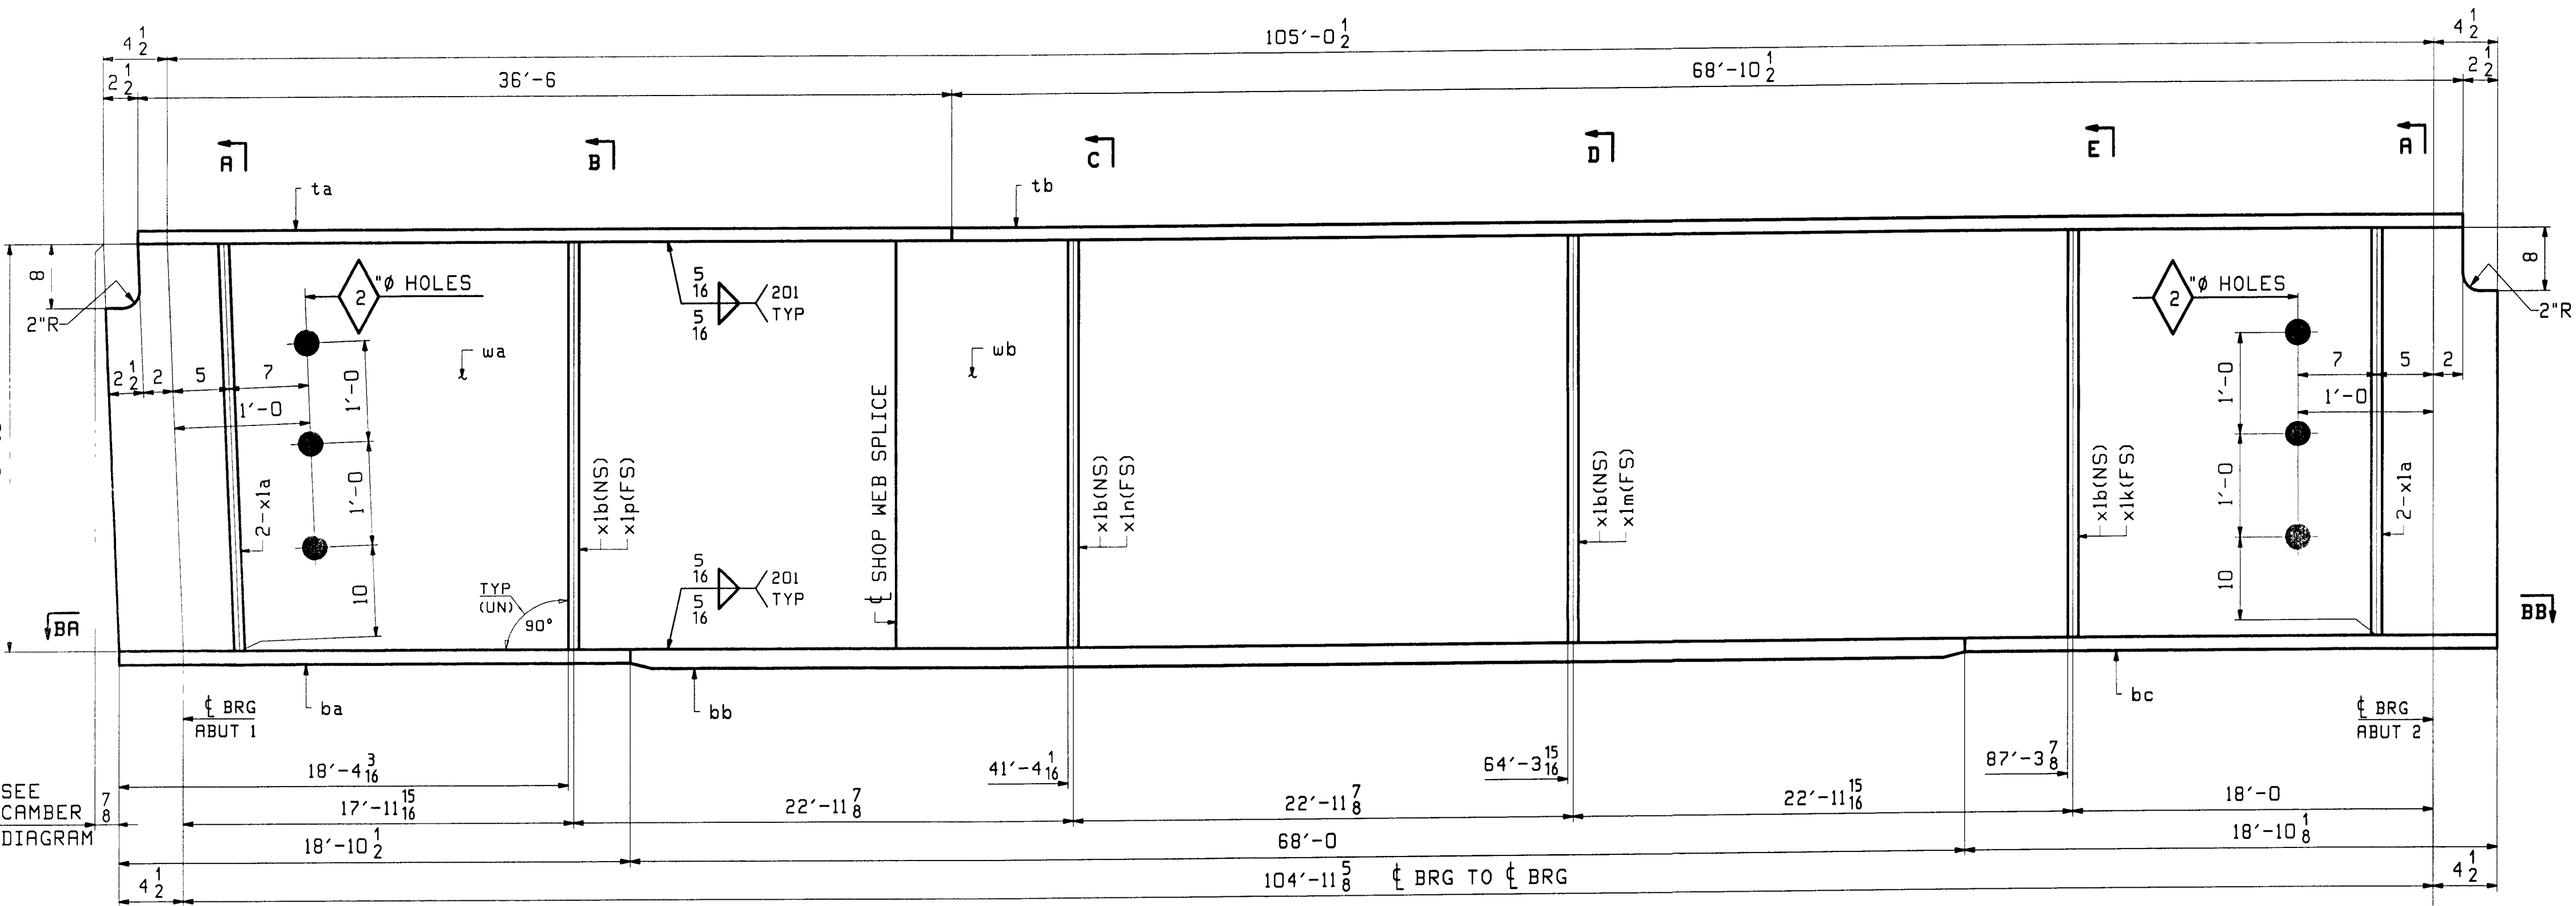 4 1/2
105'-0 1/2
4 1/2
2 1/2
36'-6
68'-10 1/2
2 1/2
A
B
C
D
E
A
ta
tb
8
2"R
2
"Ø HOLES
5/16
5/16
201
TYP
2
"Ø HOLES
8
2"R
wa
wb
2 1/2
2
5
7
1'-0
1'-0
1'-0
10
2-x1a
x1b(NS)
x1p(FS)
℄ SHOP WEB SPLICE
x1b(NS)
x1n(FS)
x1b(NS)
x1m(FS)
x1b(NS)
x1k(FS)
7
5
2
1'-0
1'-0
1'-0
10
2-x1a
TYP
(UN)
90°
5/16
5/16
201
TYP
BA
BB
℄ BRG
ABUT 1
ba
bb
bc
℄ BRG
ABUT 2
SEE
CAMBER
DIAGRAM
7/8
18'-4 3/16
41'-4 1/16
64'-3 15/16
87'-3 7/8
17'-11 15/16
22'-11 7/8
22'-11 7/8
22'-11 15/16
18'-0
18'-10 1/2
68'-0
18'-10 1/8
4 1/2
104'-11 5/8 ℄ BRG TO ℄ BRG
4 1/2